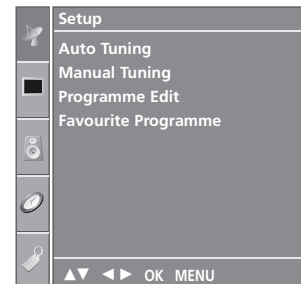 Setup
Auto Tuning
Manual Tuning
Programme Edit
Favourite Programme
▲▼ ◄► OK MENU